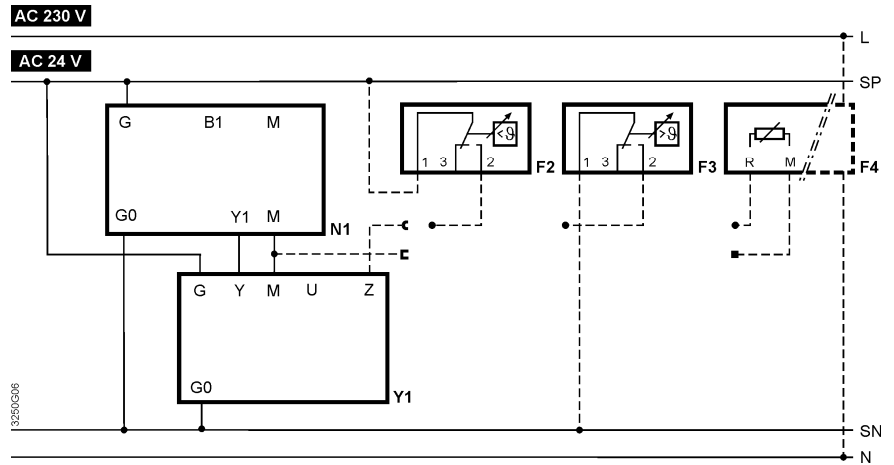 AC 230 V
L
AC 24 V
SP
G B1 M
<ϑ
>ϑ
1 3 2
F2
1 3 2
F3
R M
F4
G0 Y1 M
N1
G Y M U Z
G0
Y1
3250G06
SN
N